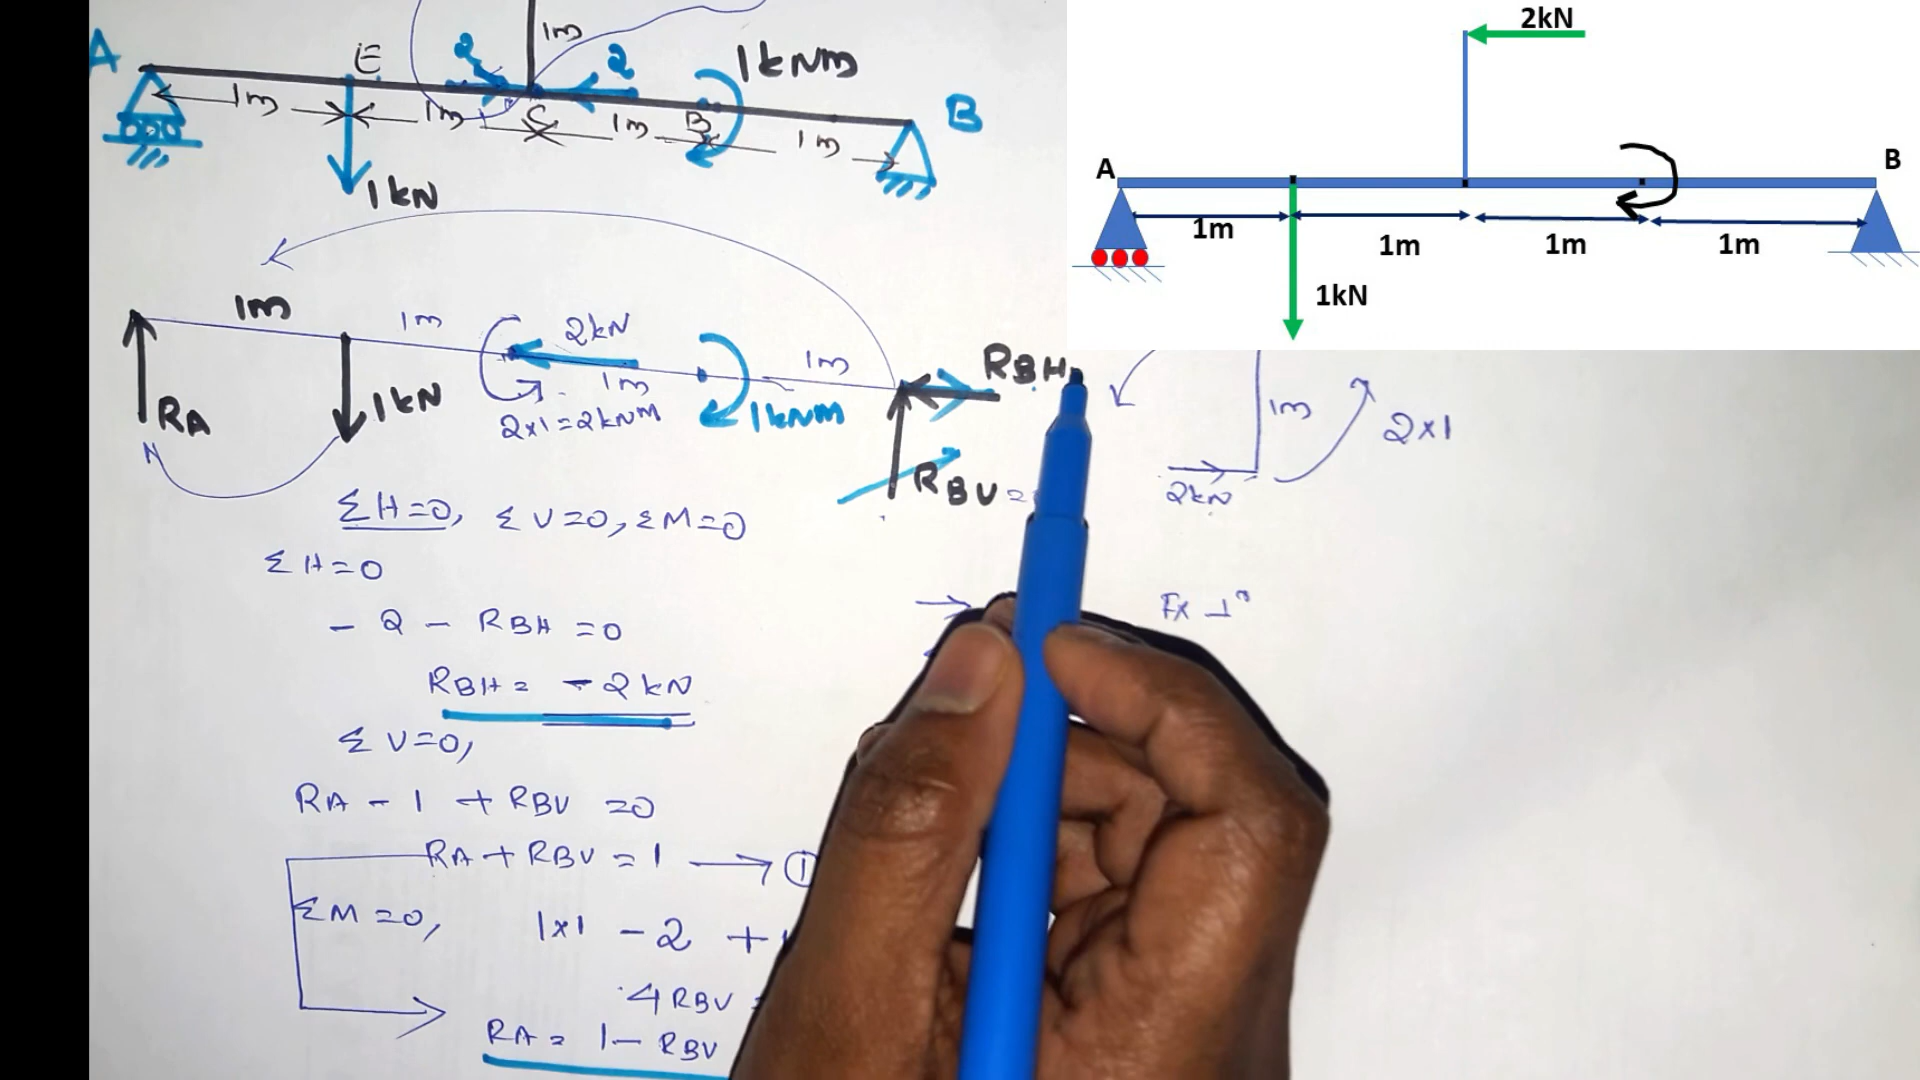 1m
A
E
2
2
1kNm
B
1m
1m
C
1m
B
1m
1kN
1m
1m
2kN
1m
RBH
RA
1kN
1m
2x1=2kNM
1kNM
RBV =
ΣH=0, ΣV=0, ΣM=0
ΣH=0
- 2 - RBH =0
RBH = -2kN
ΣV=0,
RA - 1 + RBV =0
RA + RBV = 1 → ①
ΣM=0, 1x1 - 2 +
4RBV =
RA = 1 - RBV
2kN
A
B
1m
1m
1m
1m
1kN
1m
2x1
2kN